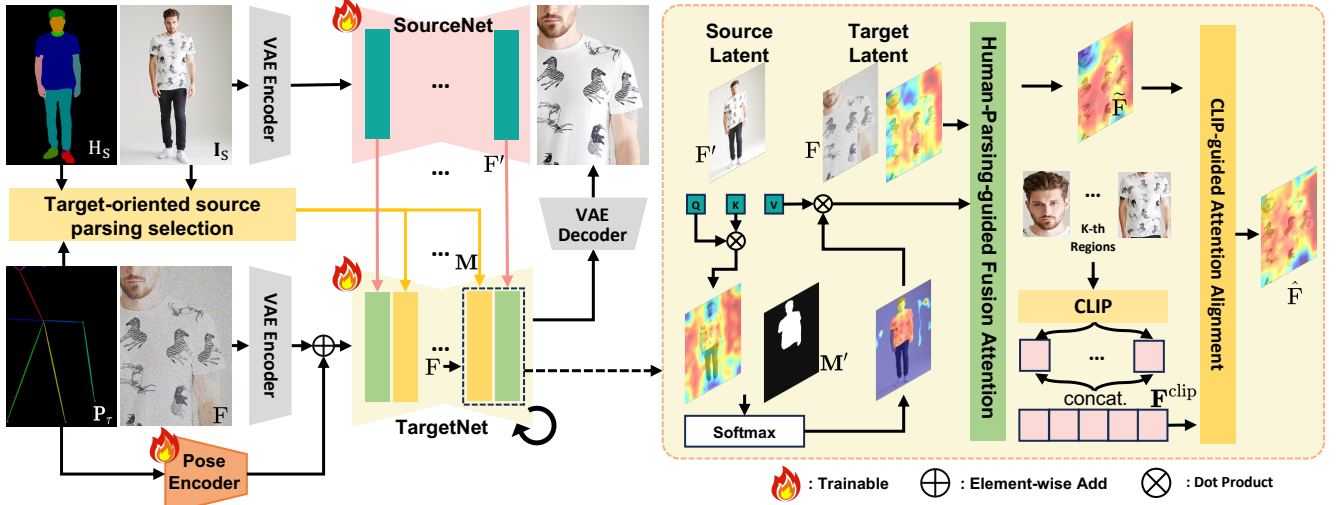 H_S
I_S
VAE Encoder
SourceNet
...
F'
Target-oriented source
parsing selection
...
... M
VAE
Decoder
P_τ
F
VAE Encoder
...
F
TargetNet
Pose
Encoder
Source
Latent
Target
Latent
F'
F
Q
K
V
M'
Softmax
Human-Parsing-guided Fusion Attention
F̃
...
K-th
Regions
CLIP
...
concat.
F^clip
CLIP-guided Attention Alignment
F̂
: Trainable
: Element-wise Add
: Dot Product